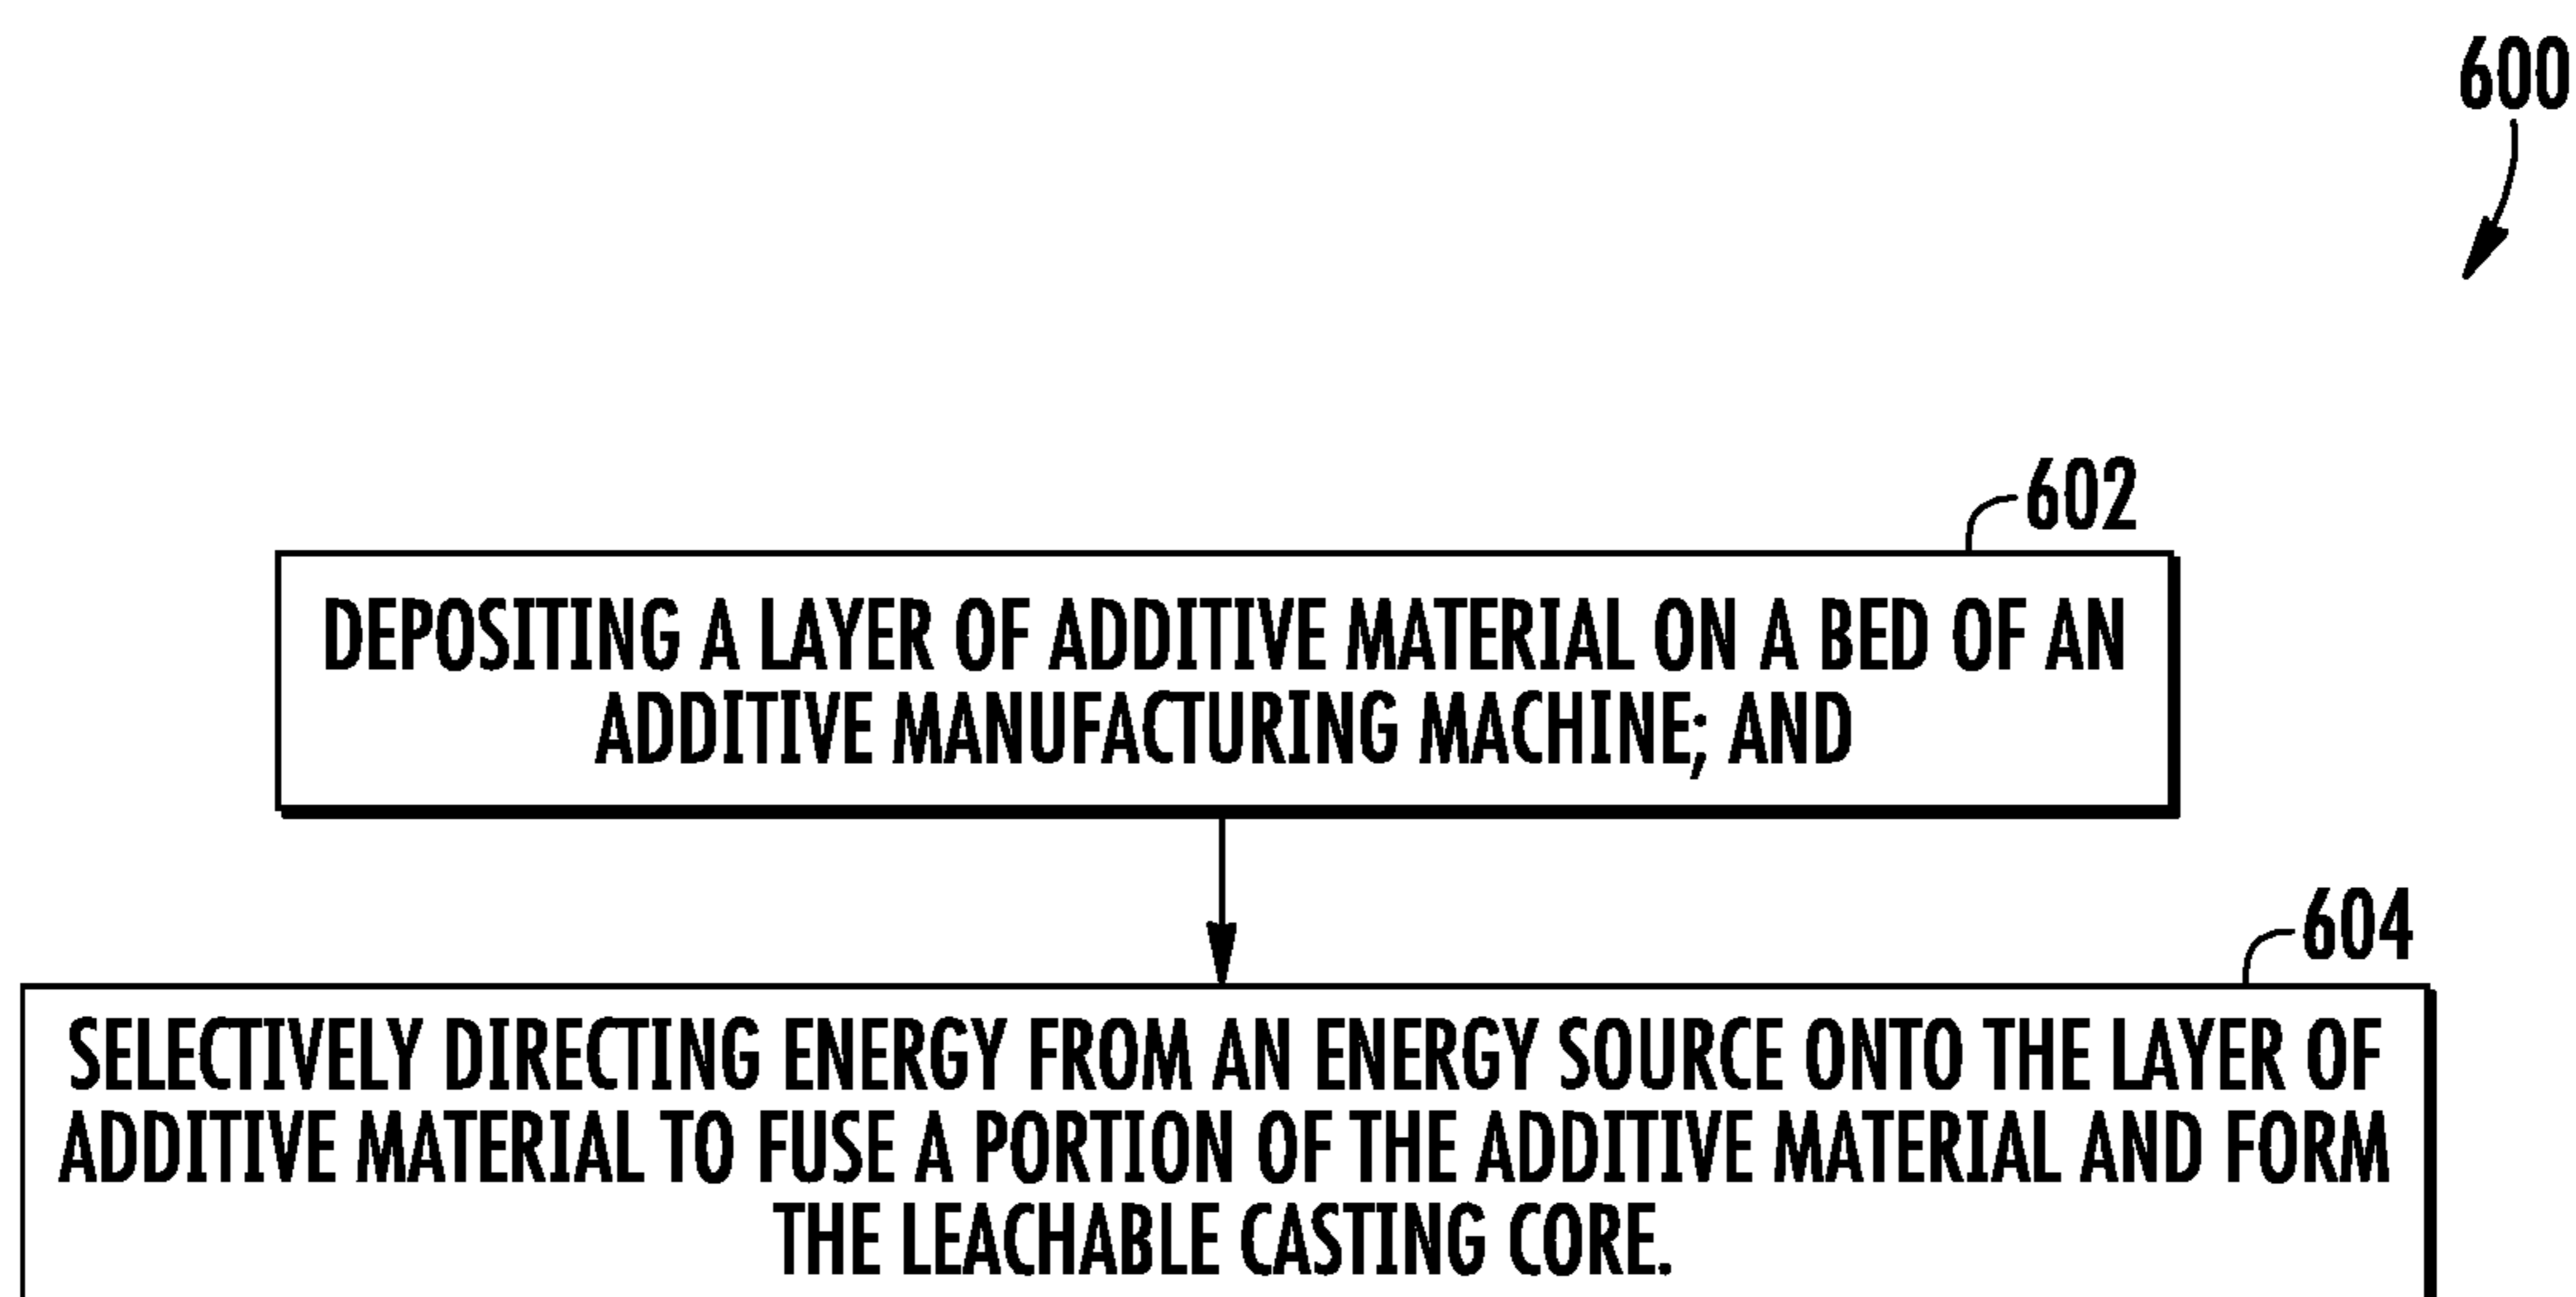 600
602
DEPOSITING A LAYER OF ADDITIVE MATERIAL ON A BED OF AN
ADDITIVE MANUFACTURING MACHINE; AND
604
SELECTIVELY DIRECTING ENERGY FROM AN ENERGY SOURCE ONTO THE LAYER OF
ADDITIVE MATERIAL TO FUSE A PORTION OF THE ADDITIVE MATERIAL AND FORM
THE LEACHABLE CASTING CORE.